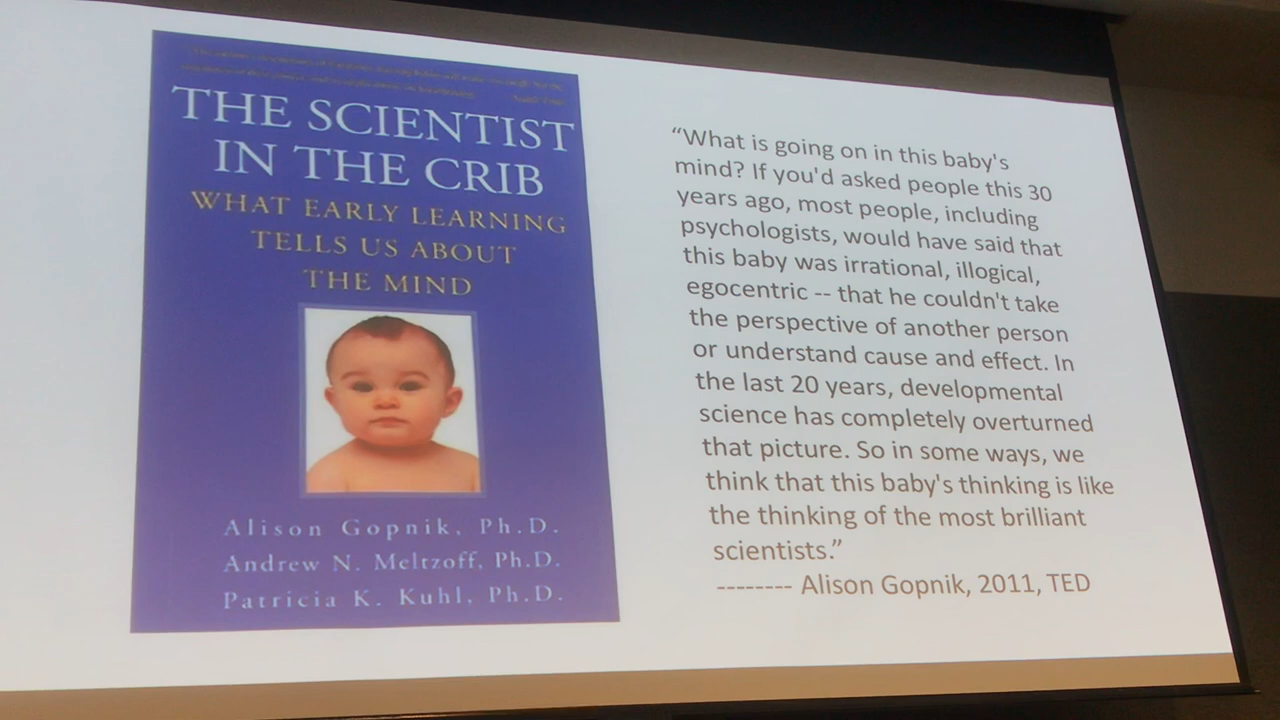 THE SCIENTIST
IN THE CRIB
WHAT EARLY LEARNING
TELLS US ABOUT
THE MIND
Alison Gopnik, Ph.D.
Andrew N. Meltzoff, Ph.D.
Patricia K. Kuhl, Ph.D.
“What is going on in this baby's
mind? If you'd asked people this 30
years ago, most people, including
psychologists, would have said that
this baby was irrational, illogical,
egocentric -- that he couldn't take
the perspective of another person
or understand cause and effect. In
the last 20 years, developmental
science has completely overturned
that picture. So in some ways, we
think that this baby's thinking is like
the thinking of the most brilliant
scientists.”
-------- Alison Gopnik, 2011, TED